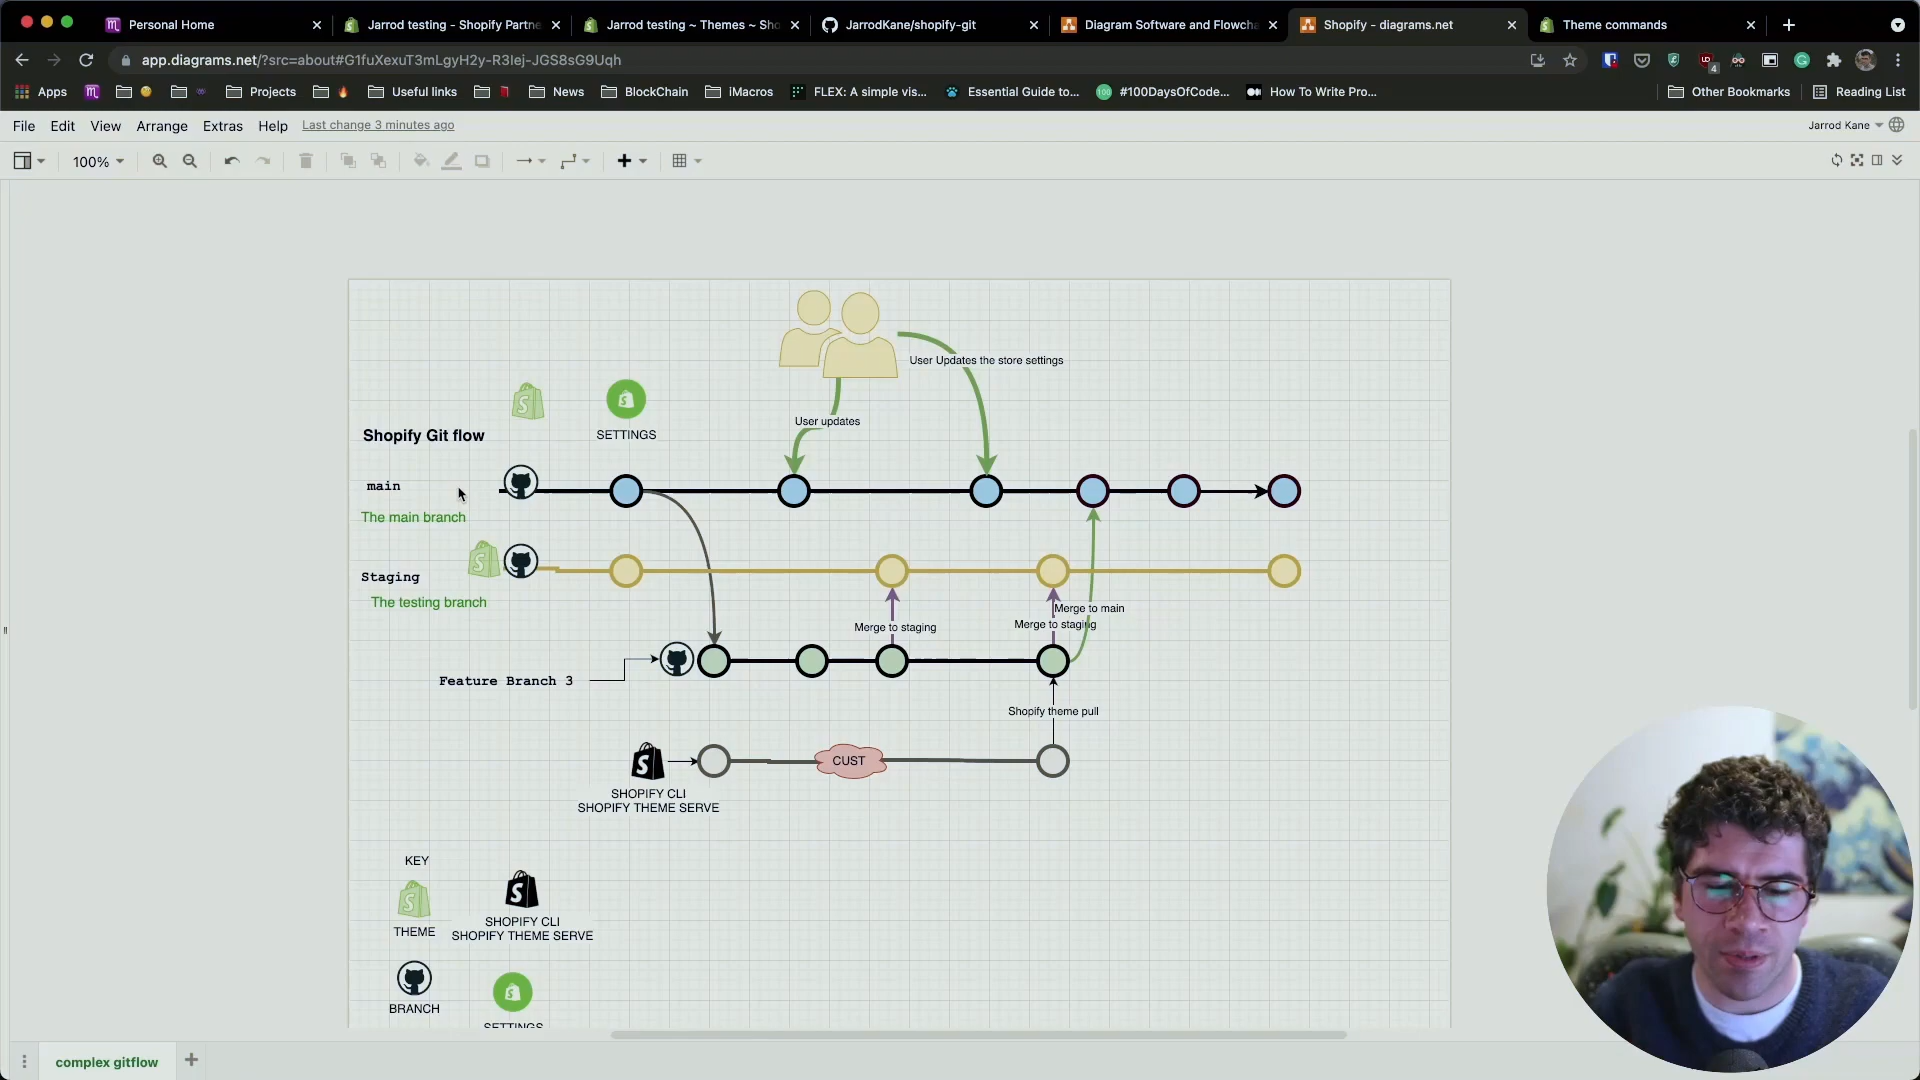 Personal Home
Jarrod testing - Shopify Partne
Jarrod testing ~ Themes ~ Sho
JarrodKane/shopify-git
Diagram Software and Flowcha
Shopify - diagrams.net
Theme commands
app.diagrams.net/?src=about#G1fuXexuT3mLgyH2y-R3Iej-JGS8sG9Uqh
4
Apps
Projects
Useful links
News
BlockChain
iMacros
FLEX: A simple vis...
Essential Guide to...
#100DaysOfCode...
How To Write Pro...
Other Bookmarks
Reading List
File
Edit
View
Arrange
Extras
Help
Last change 3 minutes ago
Jarrod Kane
100%
User Updates the store settings
User updates
SETTINGS
Shopify Git flow
main
The main branch
Staging
The testing branch
Merge to main
Merge to staging
Merge to staging
Feature Branch 3
Shopify theme pull
CUST
SHOPIFY CLI
SHOPIFY THEME SERVE
KEY
THEME
SHOPIFY CLI
SHOPIFY THEME SERVE
BRANCH
SETTINGS
complex gitflow